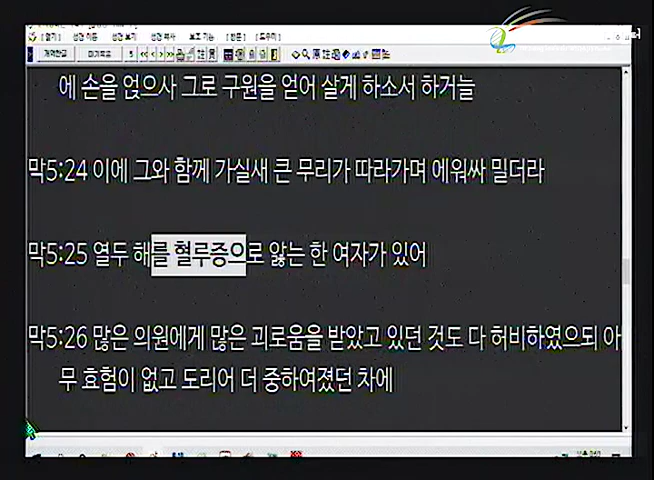 에 손을 얹으사 그로 구원을 얻어 살게 하소서 하거늘
막5:24 이에 그와 함께 가실새 큰 무리가 따라가며 에워싸 밀더라
막5:25 열두 해를 혈루증으로 앓는 한 여자가 있어
막5:26 많은 의원에게 많은 괴로움을 받았고 있던 것도 다 허비하였으되 아
무 효험이 없고 도리어 더 중하여졌던 차에